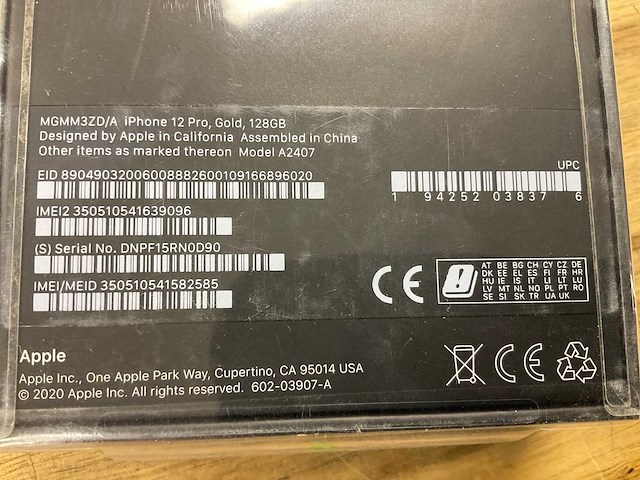 MGMM3ZD/A iPhone 12 Pro, Gold, 128GB
Designed by Apple in California Assembled in China
Other items as marked thereon Model A2407
EID 89049032006008882600109166896020
UPC
1 94252 03837 6
IMEI2 350510541639096
(S) Serial No. DNPF15RN0D90
IMEI/MEID 350510541582585
CE
AT BE BG CH CY CZ DE
DK EE EL ES FI FR HR
HU IE IS IT LI LT LU
LV MT NL NO PL PT RO
SE SI SK TR UA UK
Apple
Apple Inc., One Apple Park Way, Cupertino, CA 95014 USA
© 2020 Apple Inc. All rights reserved. 602-03907-A
CE